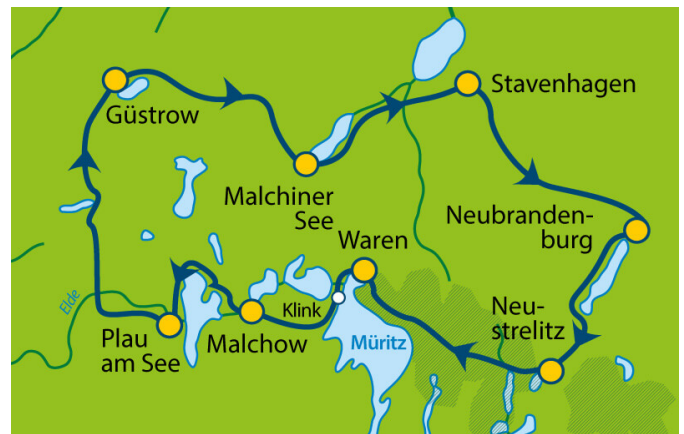 Güstrow
Stavenhagen
Malchiner
See
Neubranden-
burg
Waren
Elde
Klink
Neu-
strelitz
Plau
am See
Malchow
Müritz